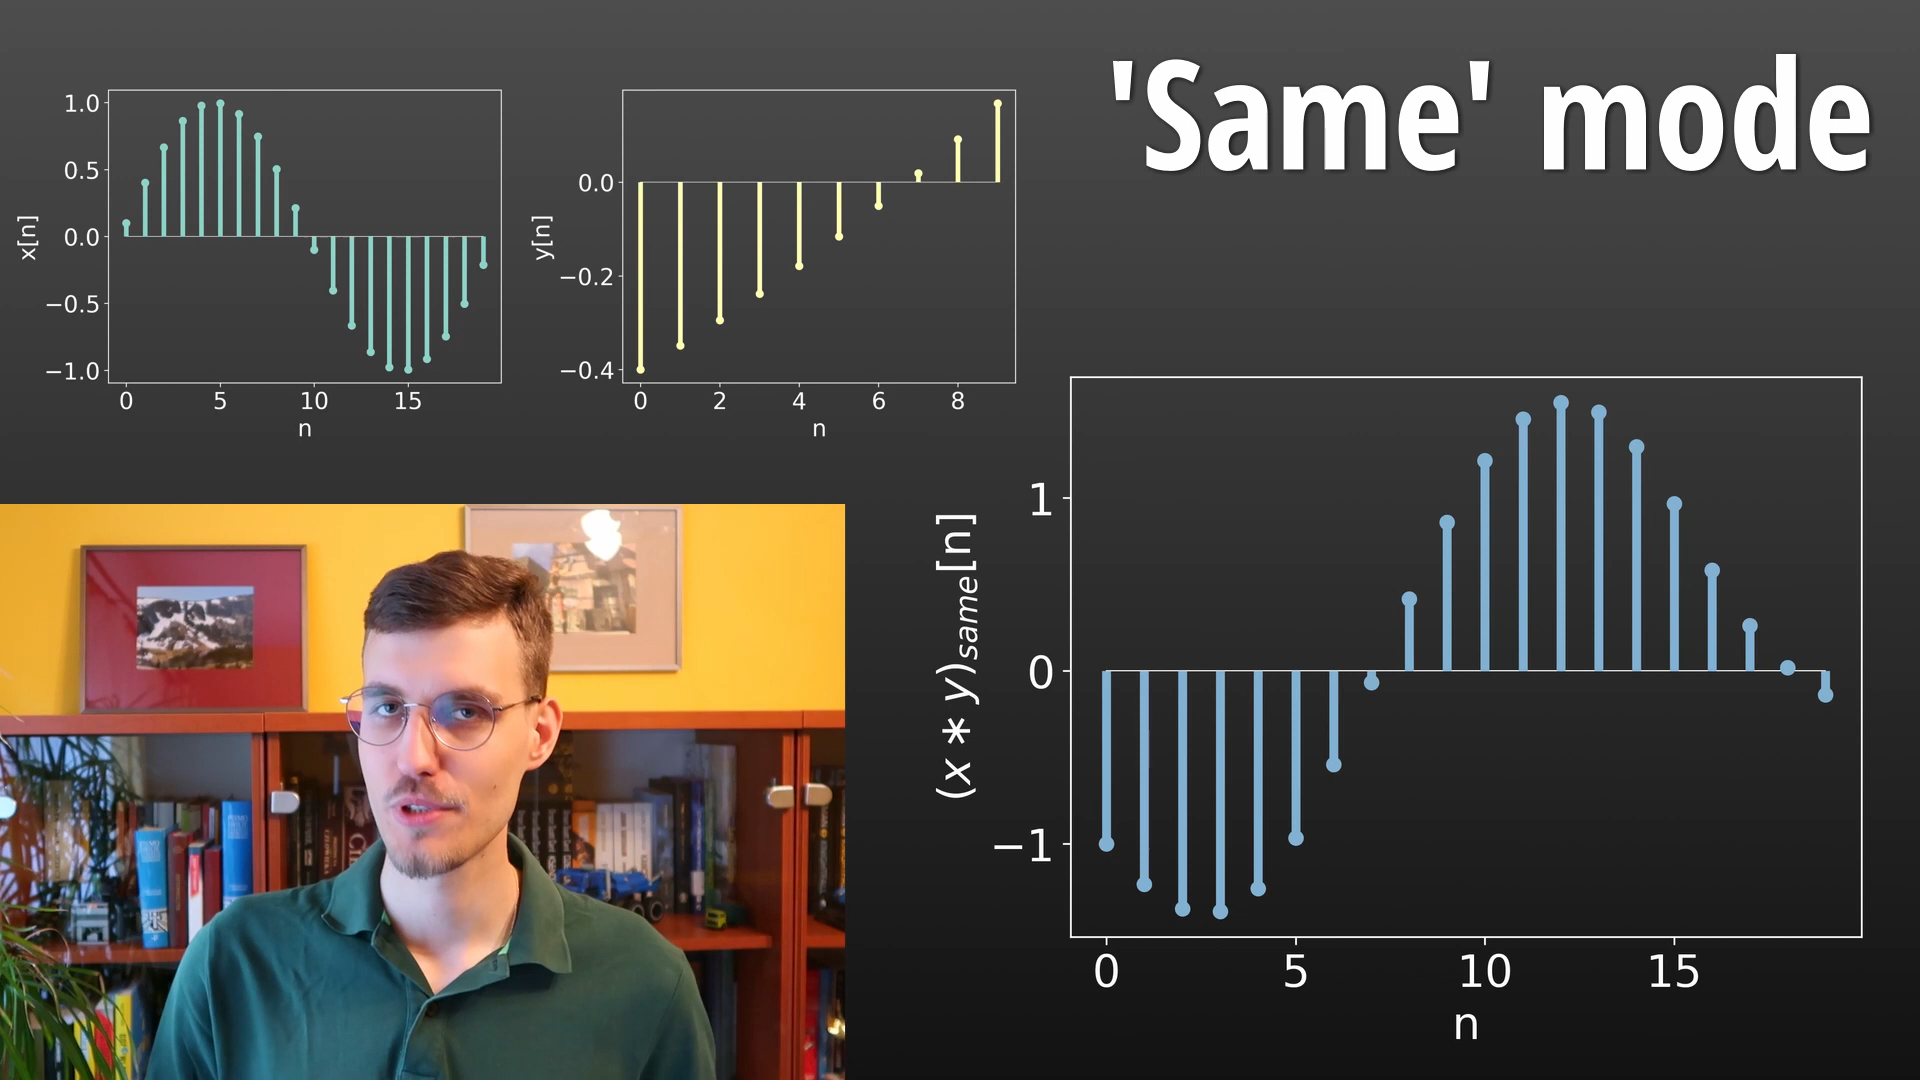 'Same' mode
1.0
0.5
0.0
−0.5
−1.0
x[n]
0 5 10 15
n
0.0
−0.2
−0.4
y[n]
0 2 4 6 8
n
1
0
−1
(x ∗ y)same[n]
0 5 10 15
n